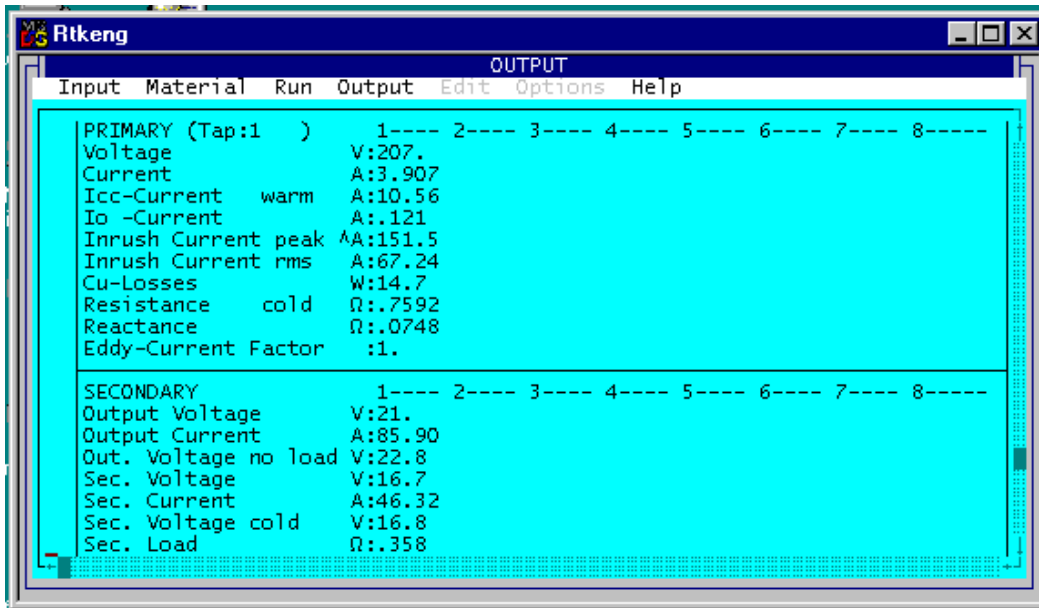 Rtkeng
OUTPUT
Input Material Run Output Edit Options Help
PRIMARY (Tap:1 ) 1---- 2---- 3---- 4---- 5---- 6---- 7---- 8-----
Voltage V:207.
Current A:3.907
Icc-Current warm A:10.56
Io -Current A:.121
Inrush Current peak ^A:151.5
Inrush Current rms A:67.24
Cu-Losses W:14.7
Resistance cold Ω:.7592
Reactance Ω:.0748
Eddy-Current Factor :1.
SECONDARY 1---- 2---- 3---- 4---- 5---- 6---- 7---- 8-----
Output Voltage V:21.
Output Current A:85.90
Out. Voltage no load V:22.8
Sec. Voltage V:16.7
Sec. Current A:46.32
Sec. Voltage cold V:16.8
Sec. Load Ω:.358